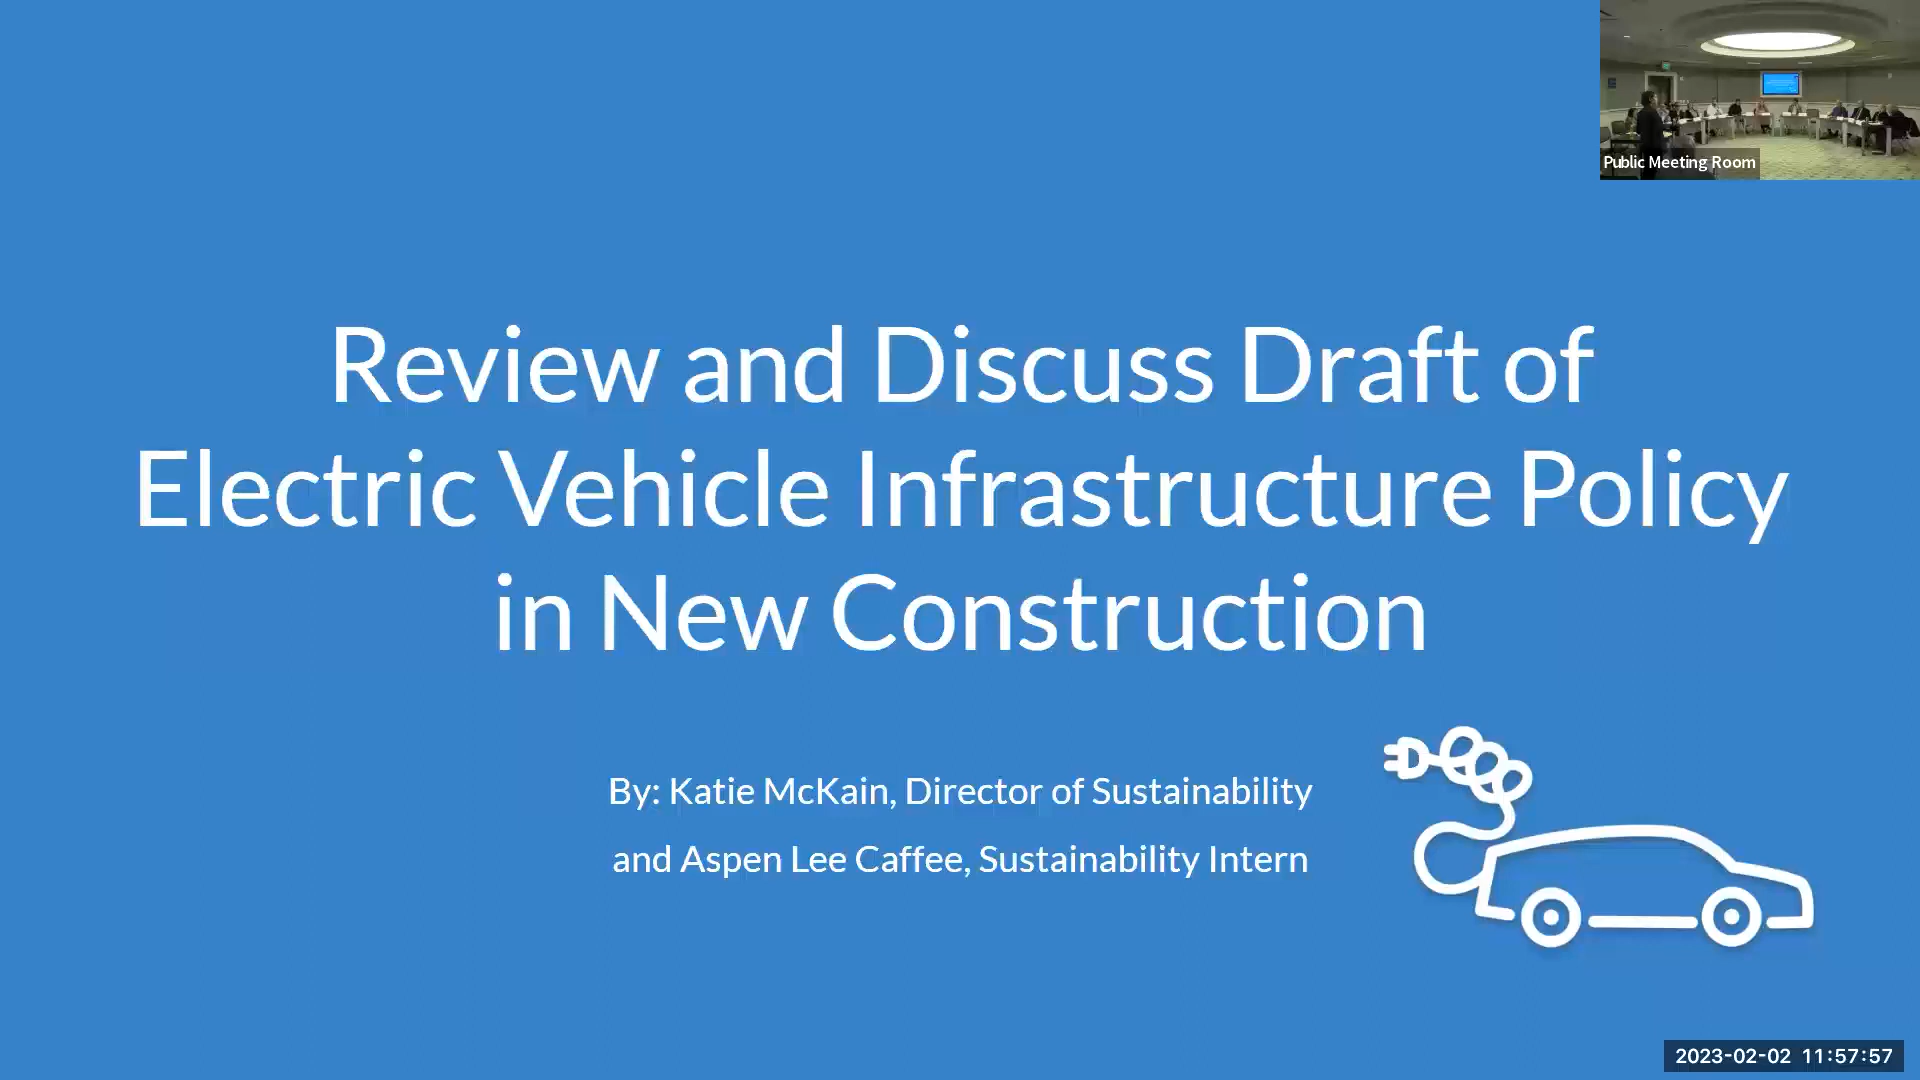 Public Meeting Room
Review and Discuss Draft of
Electric Vehicle Infrastructure Policy
in New Construction
By: Katie McKain, Director of Sustainability
and Aspen Lee Caffee, Sustainability Intern
2023-02-02 11:57:57